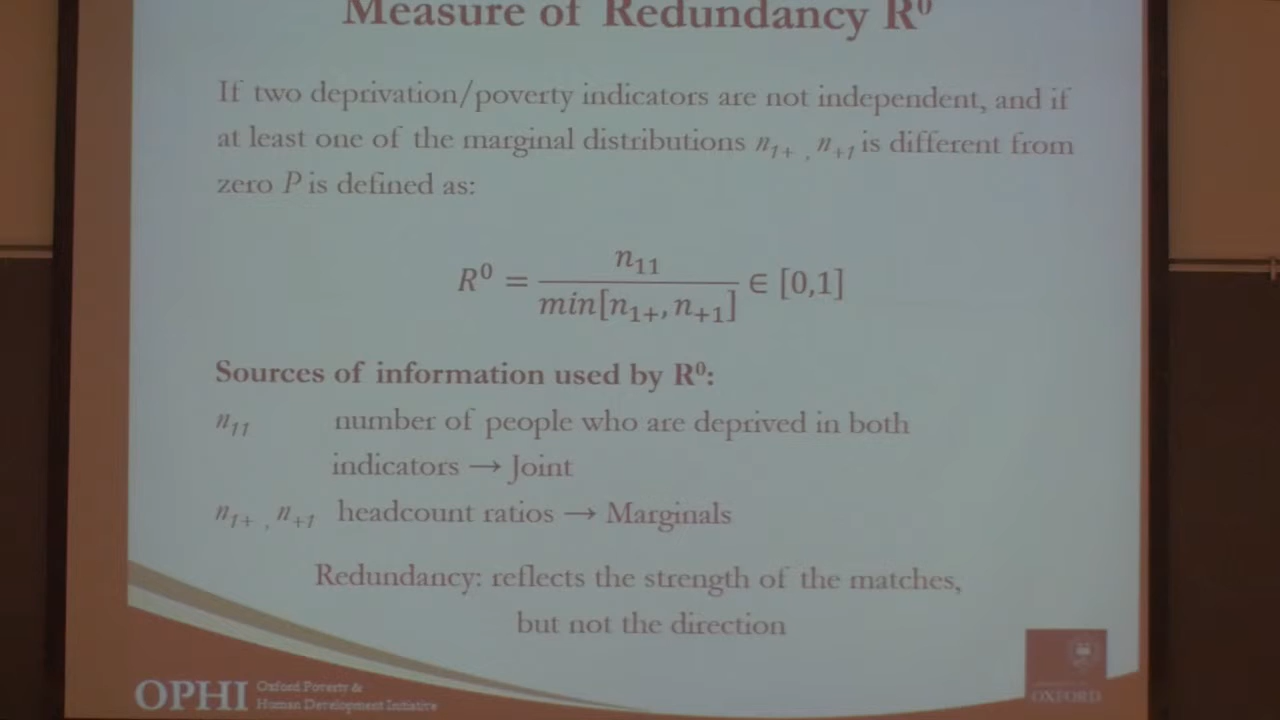 Measure of Redundancy R⁰
If two deprivation/poverty indicators are not independent, and if
at least one of the marginal distributions n₁₊ , n₊₁ is different from
zero P is defined as:
R⁰ = n₁₁ / min[n₁₊, n₊₁] ∈ [0,1]
Sources of information used by R⁰:
n₁₁ number of people who are deprived in both
indicators → Joint
n₁₊ , n₊₁ headcount ratios → Marginals
Redundancy: reflects the strength of the matches,
but not the direction
OPHI Oxford Poverty &
Human Development Initiative
OXFORD